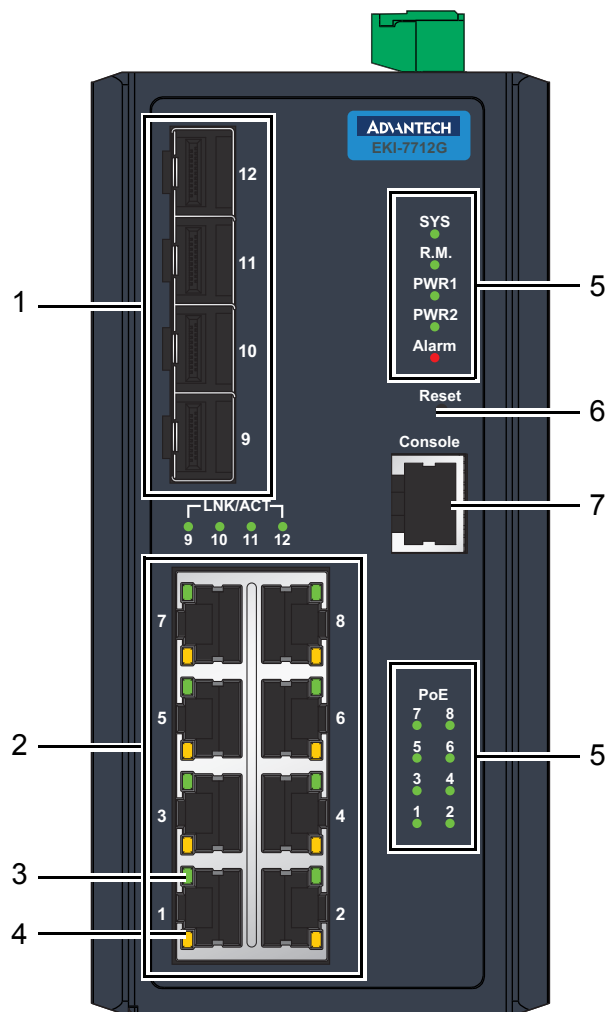 ADVANTECH
EKI-7712G
12
11
10
9
1
SYS
R.M.
PWR1
PWR2
Alarm
5
Reset
6
Console
7
LNK/ACT
9 10 11 12
7 8
5 6
3 4
1 2
2
3
4
PoE
7 8
5 6
3 4
1 2
5